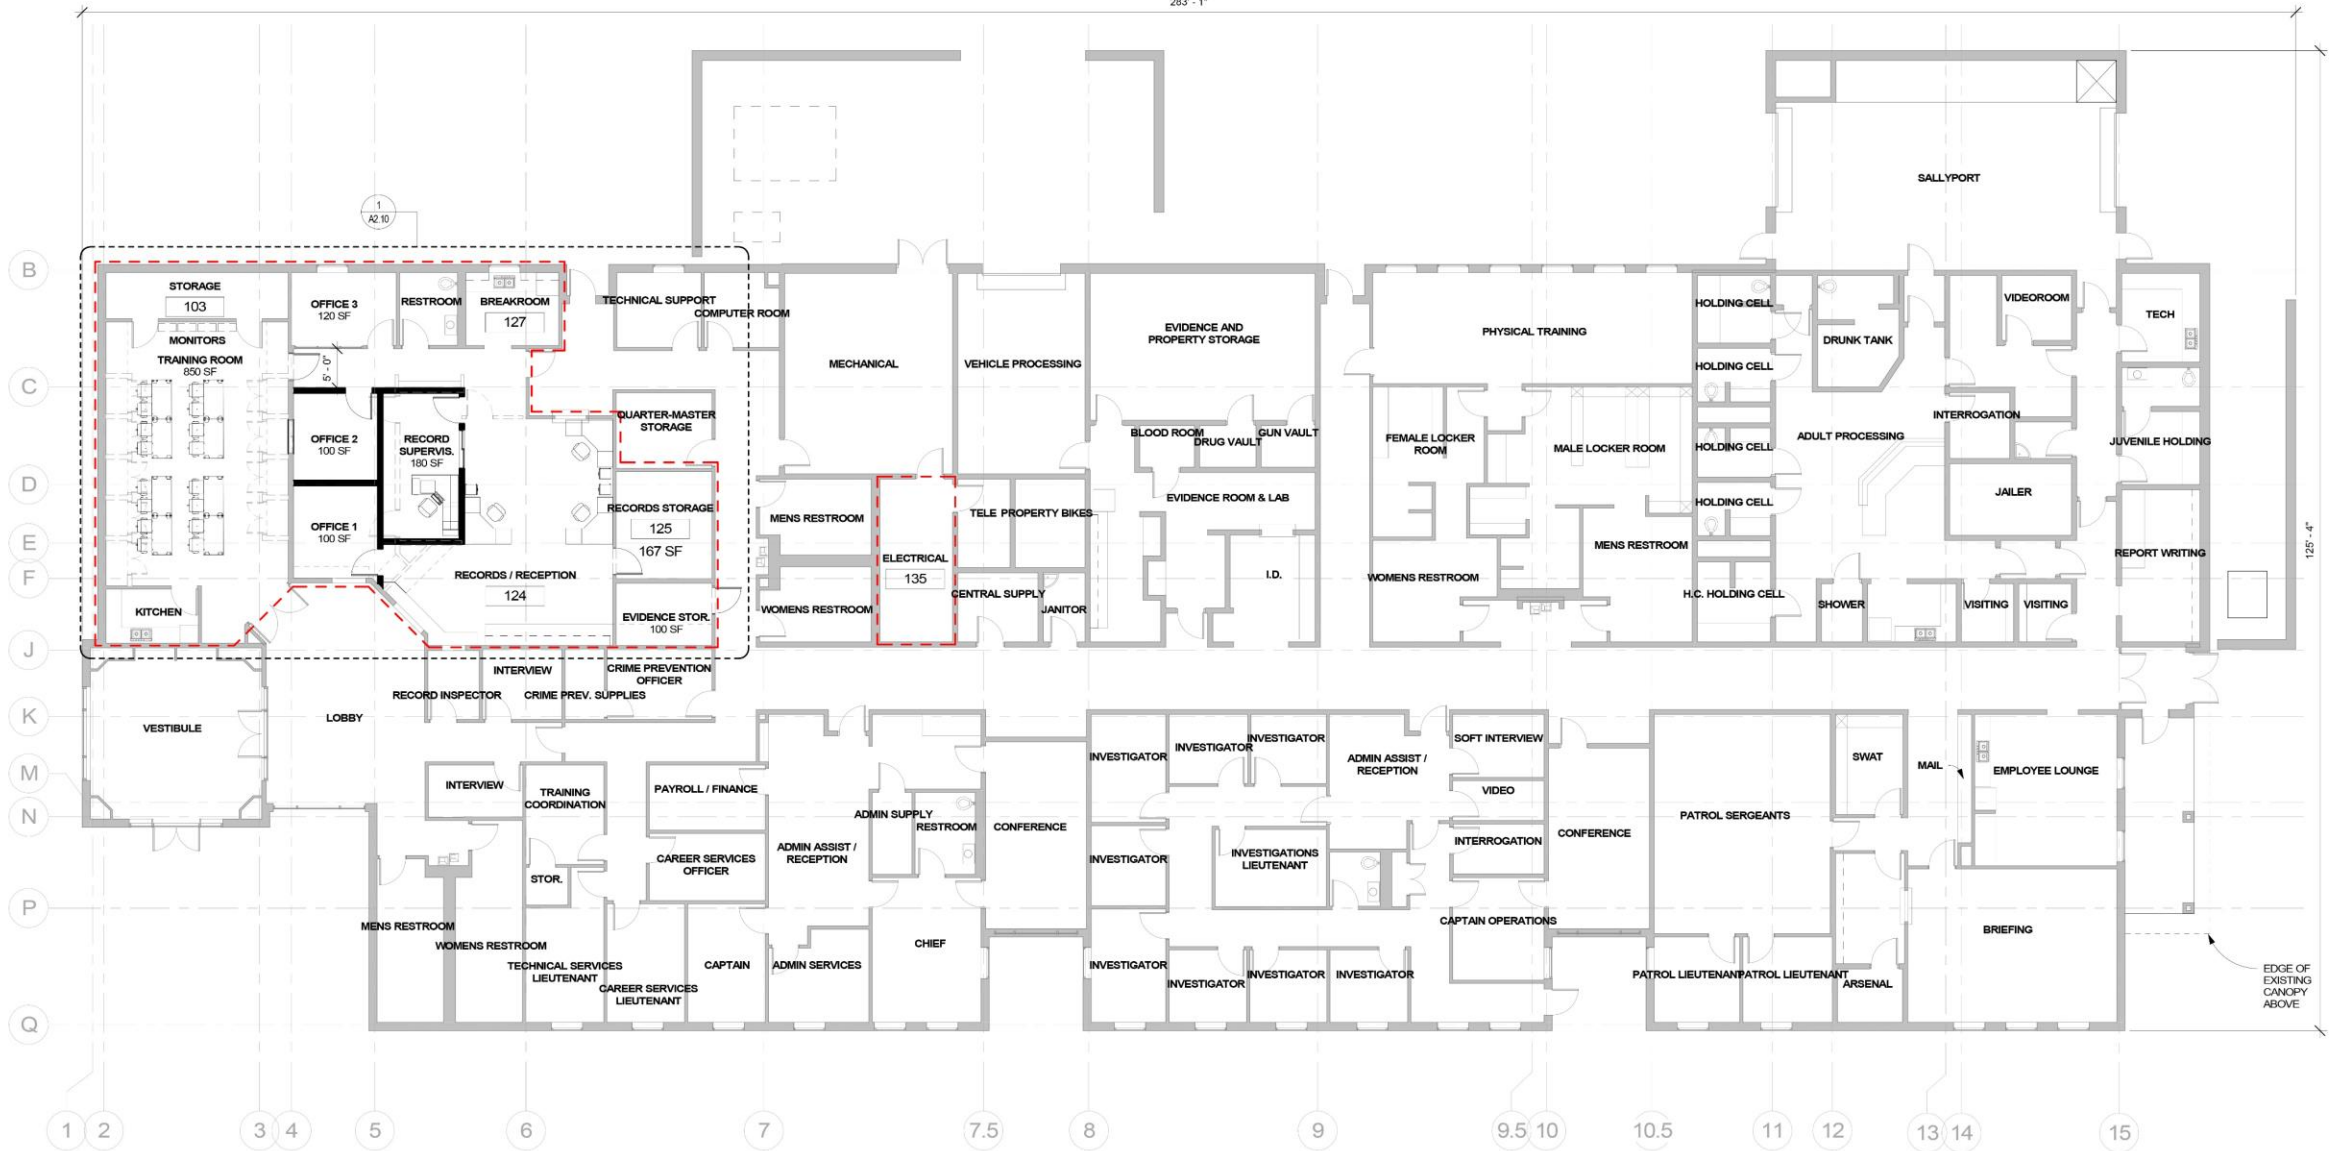 283' - 1"
1
A2.10
B
C
D
E
F
J
K
M
N
P
Q
STORAGE
103
MONITORS
TRAINING ROOM
850 SF
OFFICE 3
120 SF
RESTROOM
BREAKROOM
127
5' - 0"
OFFICE 2
100 SF
RECORD
SUPERVIS.
180 SF
OFFICE 1
100 SF
KITCHEN
RECORDS / RECEPTION
124
TECHNICAL SUPPORT
COMPUTER ROOM
QUARTER-MASTER
STORAGE
RECORDS STORAGE
125
167 SF
EVIDENCE STOR.
100 SF
MECHANICAL
VEHICLE PROCESSING
EVIDENCE AND
PROPERTY STORAGE
BLOOD ROOM
DRUG VAULT
GUN VAULT
EVIDENCE ROOM & LAB
MENS RESTROOM
WOMENS RESTROOM
ELECTRICAL
135
TELE
PROPERTY BIKES
CENTRAL SUPPLY
JANITOR
I.D.
PHYSICAL TRAINING
FEMALE LOCKER
ROOM
MALE LOCKER ROOM
WOMENS RESTROOM
MENS RESTROOM
SALLYPORT
HOLDING CELL
HOLDING CELL
HOLDING CELL
HOLDING CELL
H.C. HOLDING CELL
DRUNK TANK
ADULT PROCESSING
SHOWER
VIDEOROOM
INTERROGATION
JAILER
VISITING
VISITING
TECH
JUVENILE HOLDING
REPORT WRITING
125' - 4"
VESTIBULE
LOBBY
RECORD INSPECTOR
INTERVIEW
CRIME PREV. SUPPLIES
CRIME PREVENTION
OFFICER
INTERVIEW
TRAINING
COORDINATION
STOR.
PAYROLL / FINANCE
CAREER SERVICES
OFFICER
MENS RESTROOM
WOMENS RESTROOM
TECHNICAL SERVICES
LIEUTENANT
CAREER SERVICES
LIEUTENANT
CAPTAIN
ADMIN ASSIST /
RECEPTION
ADMIN SERVICES
ADMIN SUPPLY
RESTROOM
CHIEF
CONFERENCE
INVESTIGATOR
INVESTIGATOR
INVESTIGATOR
INVESTIGATOR
INVESTIGATIONS
LIEUTENANT
INVESTIGATOR
INVESTIGATOR
INVESTIGATOR
INVESTIGATOR
ADMIN ASSIST /
RECEPTION
SOFT INTERVIEW
VIDEO
INTERROGATION
CAPTAIN OPERATIONS
CONFERENCE
PATROL SERGEANTS
PATROL LIEUTENANT
PATROL LIEUTENANT
SWAT
MAIL
EMPLOYEE LOUNGE
ARSENAL
BRIEFING
EDGE OF
EXISTING
CANOPY
ABOVE
1
2
3
4
5
6
7
7.5
8
9
9.5
10
10.5
11
12
13
14
15